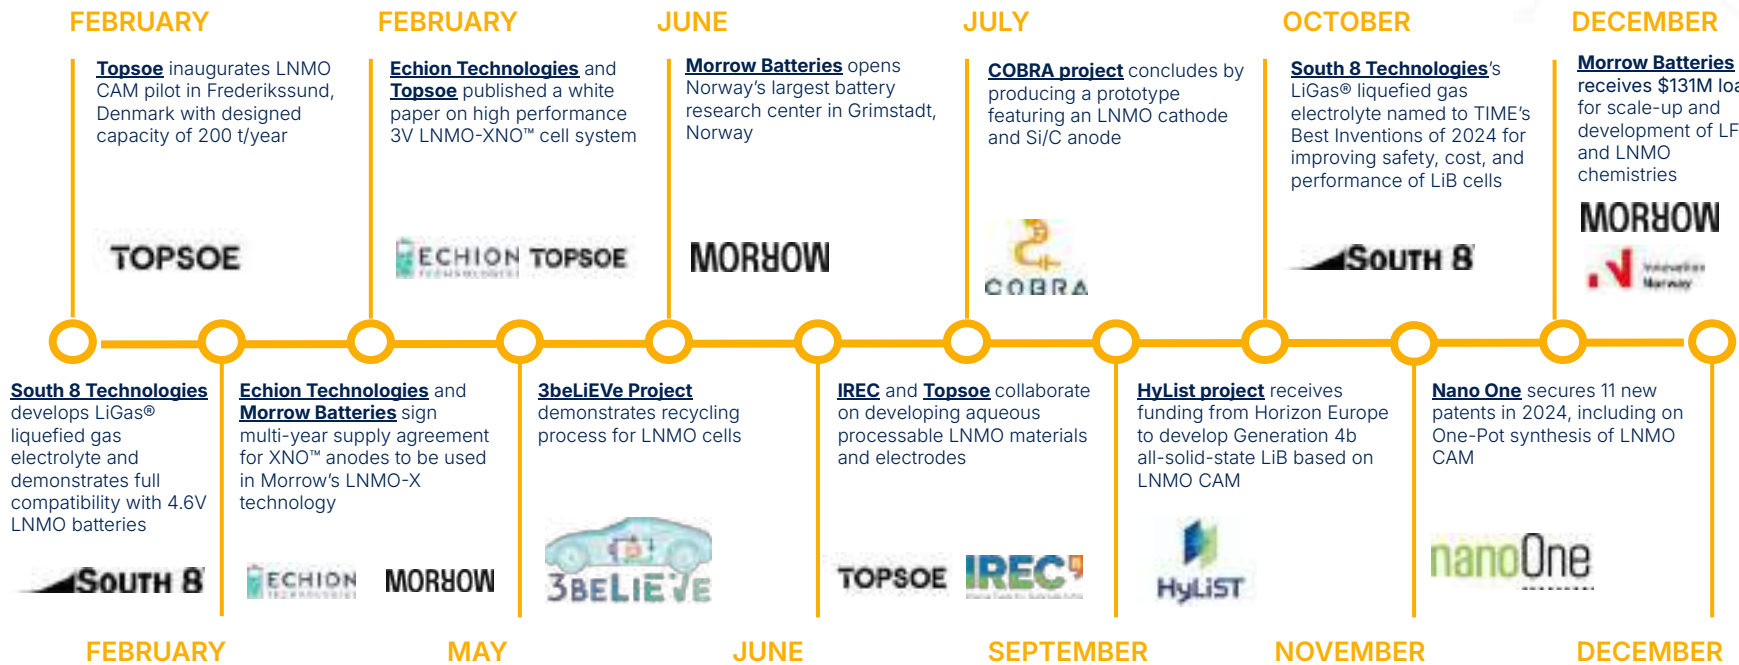 FEBRUARY
FEBRUARY
JUNE
JULY
OCTOBER
DECEMBER
Topsoe inaugurates LNMO
CAM pilot in Frederikssund,
Denmark with designed
capacity of 200 t/year
TOPSOE
Echion Technologies and
Topsoe published a white
paper on high performance
3V LNMO-XNO™ cell system
ECHION
TECHNOLOGIES
TOPSOE
Morrow Batteries opens
Norway's largest battery
research center in Grimstadt,
Norway
MORROW
COBRA project concludes by
producing a prototype
featuring an LNMO cathode
and Si/C anode
COBRA
South 8 Technologies's
LiGas® liquefied gas
electrolyte named to TIME's
Best Inventions of 2024 for
improving safety, cost, and
performance of LiB cells
SOUTH 8
Morrow Batteries
receives $131M loa
for scale-up and
development of LF
and LNMO
chemistries
MORROW
Innovation
Norway
South 8 Technologies
develops LiGas®
liquefied gas
electrolyte and
demonstrates full
compatibility with 4.6V
LNMO batteries
SOUTH 8
Echion Technologies and
Morrow Batteries sign
multi-year supply agreement
for XNO™ anodes to be used
in Morrow's LNMO-X
technology
ECHION
TECHNOLOGIES
MORROW
3beLiEVe Project
demonstrates recycling
process for LNMO cells
3BELIEVE
IREC and Topsoe collaborate
on developing aqueous
processable LNMO materials
and electrodes
TOPSOE
IREC
HyList project receives
funding from Horizon Europe
to develop Generation 4b
all-solid-state LiB based on
LNMO CAM
HyLiST
Nano One secures 11 new
patents in 2024, including on
One-Pot synthesis of LNMO
CAM
nanoOne
FEBRUARY
MAY
JUNE
SEPTEMBER
NOVEMBER
DECEMBER